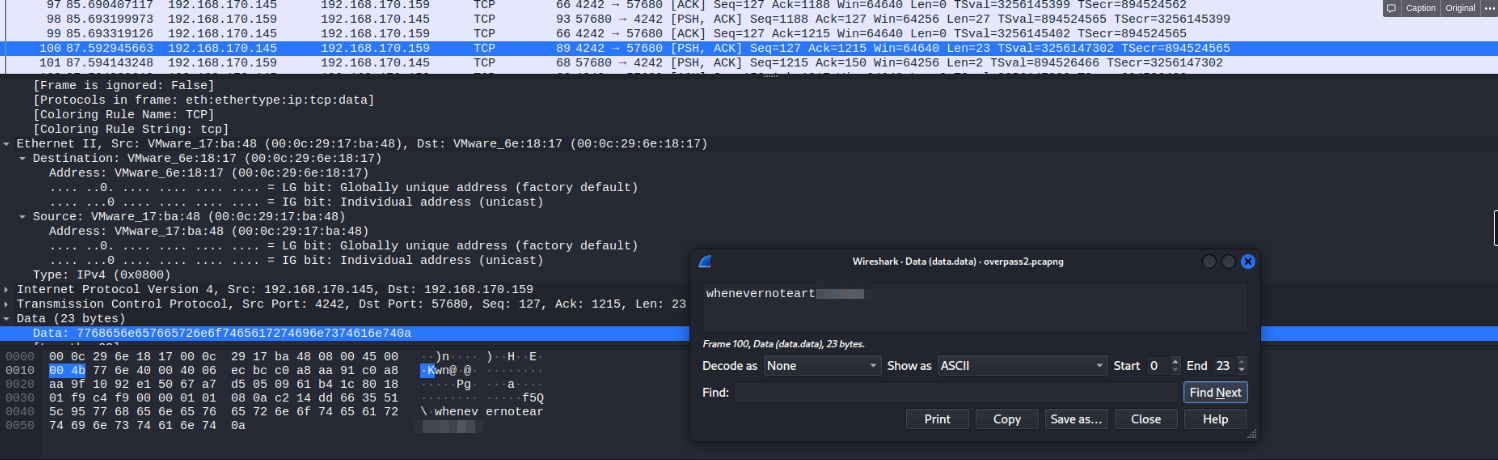 97 85.690407117 192.168.170.145 192.168.170.159 TCP 66 4242 → 57680 [ACK] Seq=127 Ack=1188 Win=64640 Len=0 TSval=3256145399 TSecr=894524562
Caption Original
98 85.693199973 192.168.170.159 192.168.170.145 TCP 93 57680 → 4242 [PSH, ACK] Seq=1188 Ack=127 Win=64256 Len=27 TSval=894524565 TSecr=3256145399
99 85.693319126 192.168.170.145 192.168.170.159 TCP 66 4242 → 57680 [ACK] Seq=127 Ack=1215 Win=64640 Len=0 TSval=3256145402 TSecr=894524565
100 87.592945663 192.168.170.145 192.168.170.159 TCP 89 4242 → 57680 [PSH, ACK] Seq=127 Ack=1215 Win=64640 Len=23 TSval=3256147302 TSecr=894524565
101 87.594143248 192.168.170.159 192.168.170.145 TCP 68 57680 → 4242 [PSH, ACK] Seq=1215 Ack=150 Win=64256 Len=2 TSval=894526466 TSecr=3256147302
[Frame is ignored: False]
[Protocols in frame: eth:ethertype:ip:tcp:data]
[Coloring Rule Name: TCP]
[Coloring Rule String: tcp]
Ethernet II, Src: VMware_17:ba:48 (00:0c:29:17:ba:48), Dst: VMware_6e:18:17 (00:0c:29:6e:18:17)
Destination: VMware_6e:18:17 (00:0c:29:6e:18:17)
Address: VMware_6e:18:17 (00:0c:29:6e:18:17)
.... ..0. .... .... .... .... = LG bit: Globally unique address (factory default)
.... ...0 .... .... .... .... = IG bit: Individual address (unicast)
Source: VMware_17:ba:48 (00:0c:29:17:ba:48)
Address: VMware_17:ba:48 (00:0c:29:17:ba:48)
.... ..0. .... .... .... .... = LG bit: Globally unique address (factory default)
.... ...0 .... .... .... .... = IG bit: Individual address (unicast)
Type: IPv4 (0x0800)
Internet Protocol Version 4, Src: 192.168.170.145, Dst: 192.168.170.159
Transmission Control Protocol, Src Port: 4242, Dst Port: 57680, Seq: 127, Ack: 1215, Len: 23
Data (23 bytes)
Data: 7768656e657665726e6f7465617274696e7374616e740a
0000 00 0c 29 6e 18 17 00 0c 29 17 ba 48 08 00 45 00 ··)n···· )··H··E·
0010 00 4b 77 6e 40 00 40 06 ec bc c0 a8 aa 91 c0 a8 ·Kwn@·@· ········
0020 aa 9f 10 92 e1 50 67 a7 d5 05 09 61 b4 1c 80 18 ·····Pg· ···a····
0030 01 f9 c4 f9 00 00 01 01 08 0a c2 14 dd 66 35 51 ········ ·····f5Q
0040 5c 95 77 68 65 6e 65 76 65 72 6e 6f 74 65 61 72 \·whenev ernotear
0050 74 69 6e 73 74 61 6e 74 0a
Wireshark · Data (data.data) · overpass2.pcapng
whenevernoteart
Frame 100, Data (data.data), 23 bytes.
Decode as None Show as ASCII Start 0 End 23
Find: Find Next
Print Copy Save as... Close Help